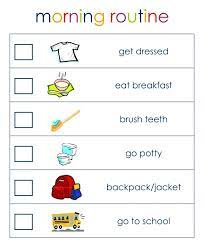 morning routine
get dressed
eat breakfast
brush teeth
go potty
backpack/jacket
go to school